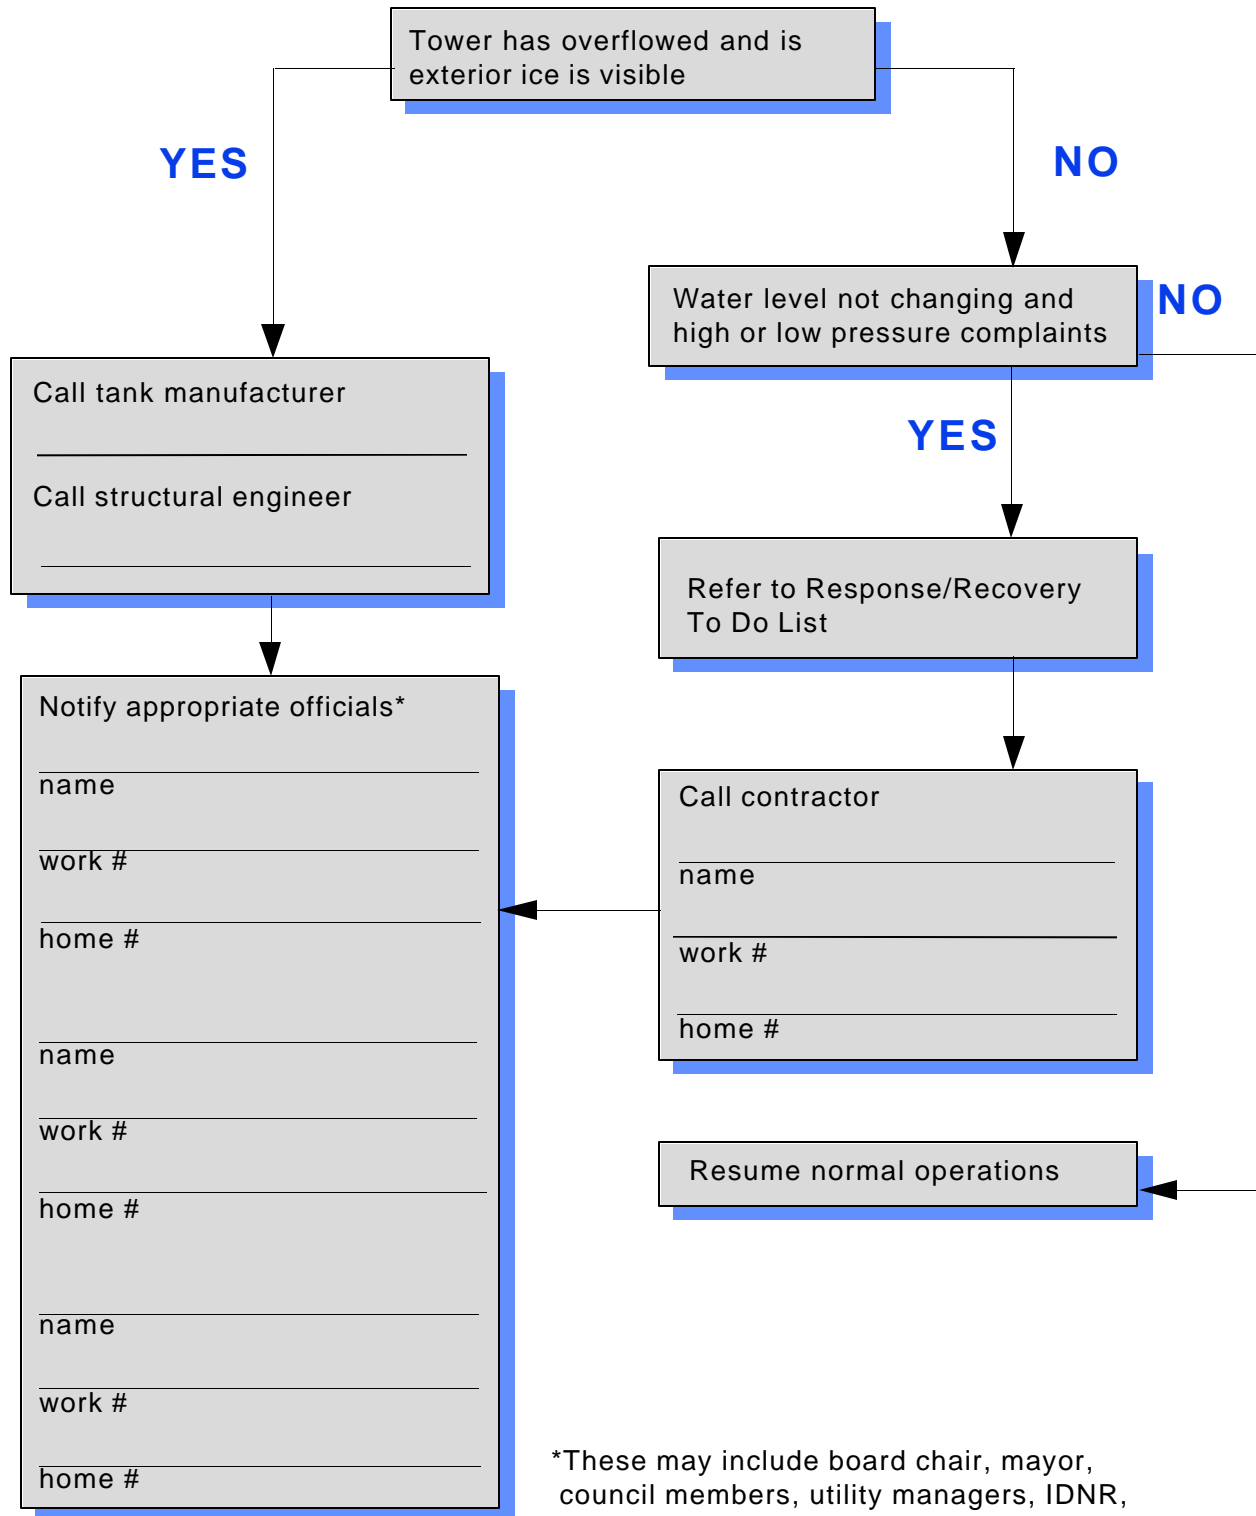 Tower has overflowed and is
exterior ice is visible
YES
NO
Water level not changing and
high or low pressure complaints
NO
YES
Call tank manufacturer
Call structural engineer
Refer to Response/Recovery
To Do List
Notify appropriate officials*
name
work #
home #
name
work #
home #
name
work #
home #
Call contractor
name
work #
home #
Resume normal operations
*These may include board chair, mayor,
council members, utility managers, IDNR,